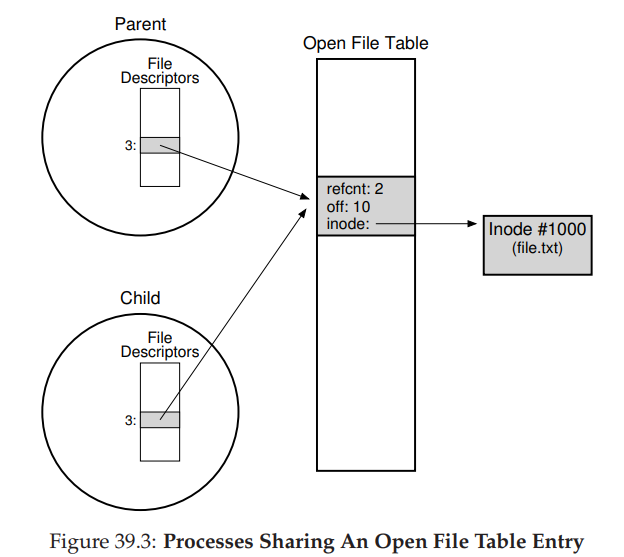 Parent
File
Descriptors
3:
Open File Table
refcnt: 2
off: 10
inode:
Inode #1000
(file.txt)
Child
File
Descriptors
3:
Figure 39.3: Processes Sharing An Open File Table Entry